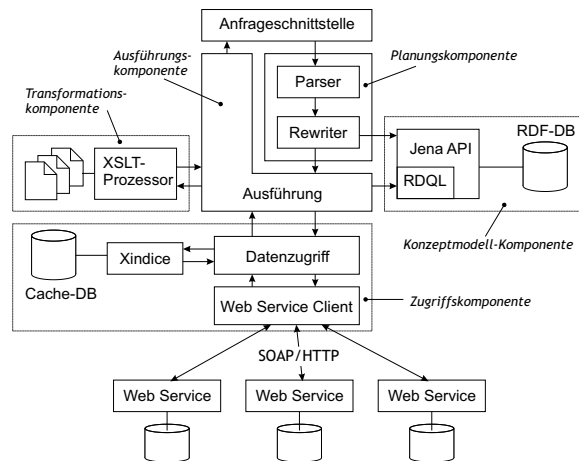 Anfrageschnittstelle
Ausführungs-
komponente
Planungskomponente
Parser
Transformations-
komponente
Rewriter
RDF-DB
XSLT-
Prozessor
Jena API
RDQL
Ausführung
Konzeptmodell-Komponente
Datenzugriff
Xindice
Cache-DB
Web Service Client
Zugriffskomponente
SOAP/HTTP
Web Service
Web Service
Web Service